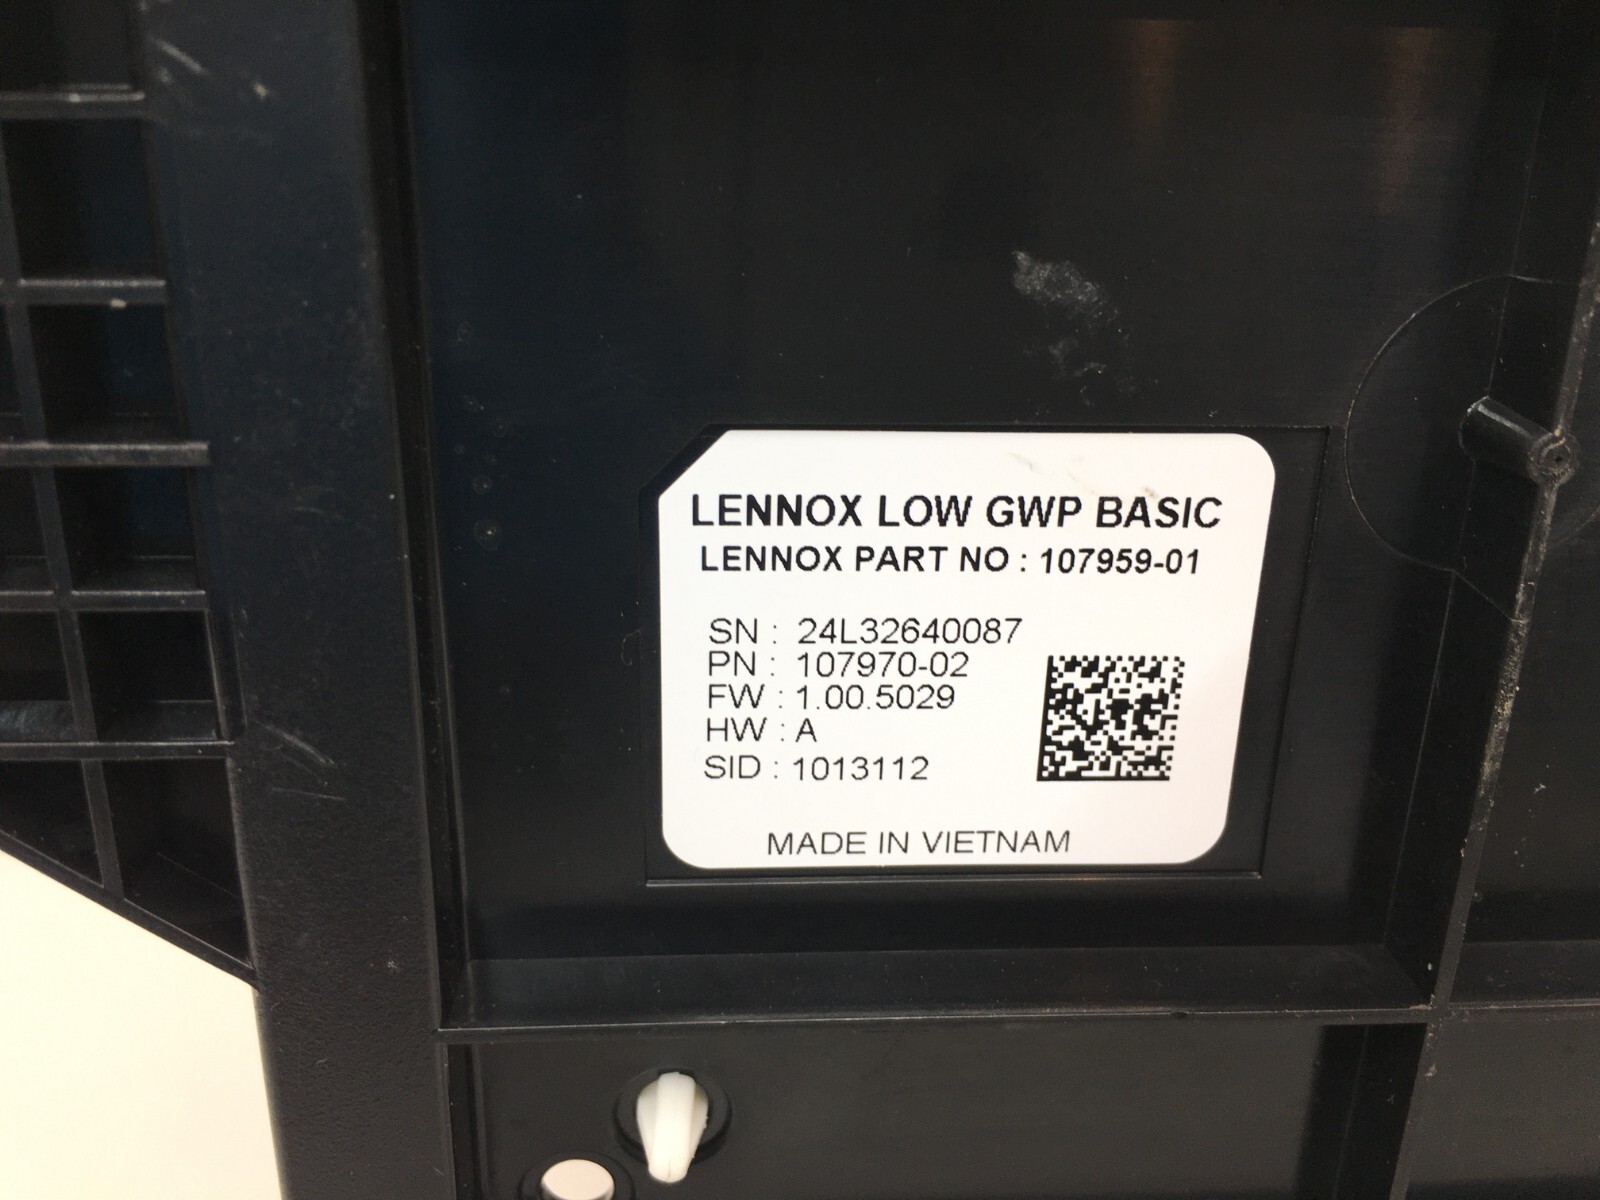 LENNOX LOW GWP BASIC
LENNOX PART NO : 107959-01
SN : 24L32640087
PN : 107970-02
FW : 1.00.5029
HW : A
SID : 1013112
MADE IN VIETNAM